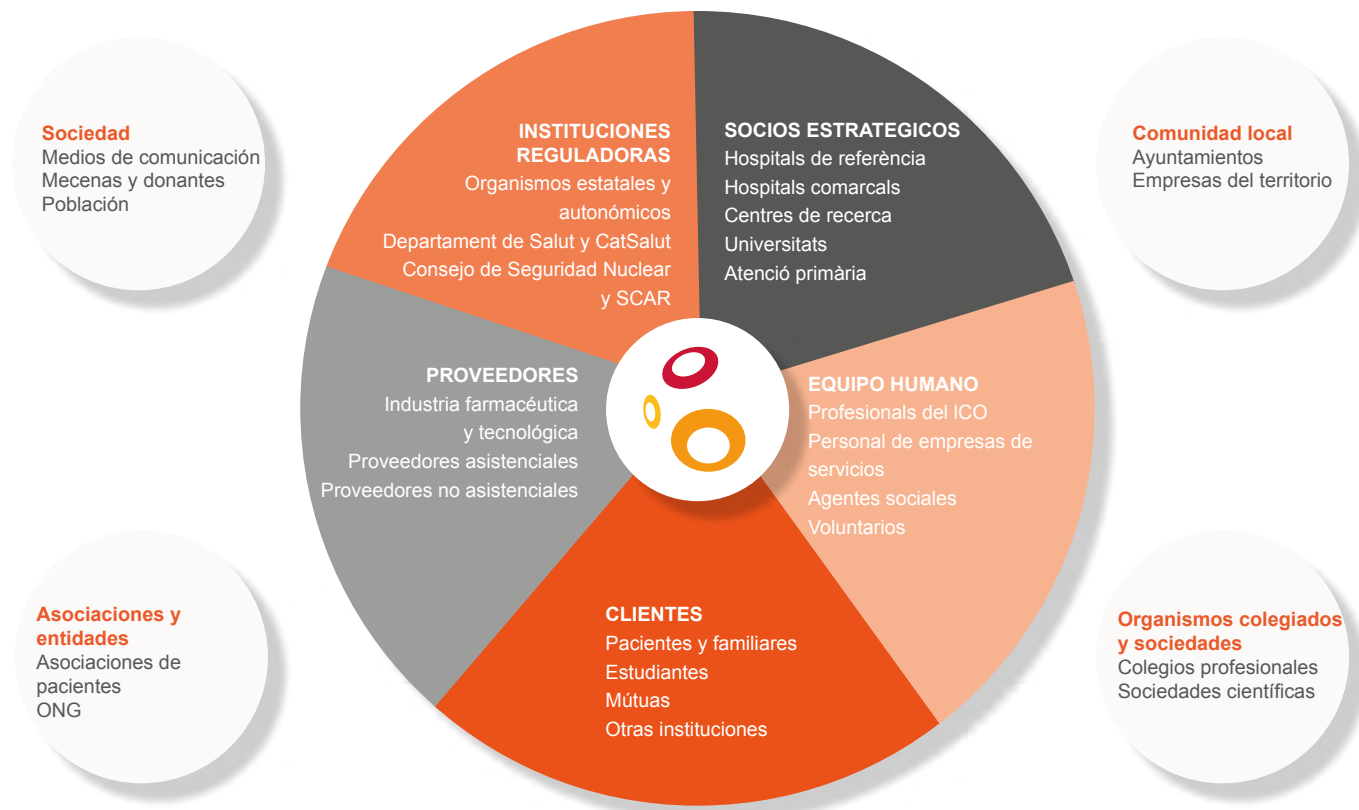 Sociedad
Medios de comunicación
Mecenas y donantes
Población
INSTITUCIONES
REGULADORAS
Organismos estatales y
autonómicos
Departament de Salut y CatSalut
Consejo de Seguridad Nuclear
y SCAR
SOCIOS ESTRATEGICOS
Hospitals de referència
Hospitals comarcals
Centres de recerca
Universitats
Atenció primària
Comunidad local
Ayuntamientos
Empresas del territorio
PROVEEDORES
Industria farmacéutica
y tecnológica
Proveedores asistenciales
Proveedores no asistenciales
EQUIPO HUMANO
Profesionals del ICO
Personal de empresas de
servicios
Agentes sociales
Voluntarios
Asociaciones y
entidades
Asociaciones de
pacientes
ONG
CLIENTES
Pacientes y familiares
Estudiantes
Mútuas
Otras instituciones
Organismos colegiados
y sociedades
Colegios profesionales
Sociedades científicas